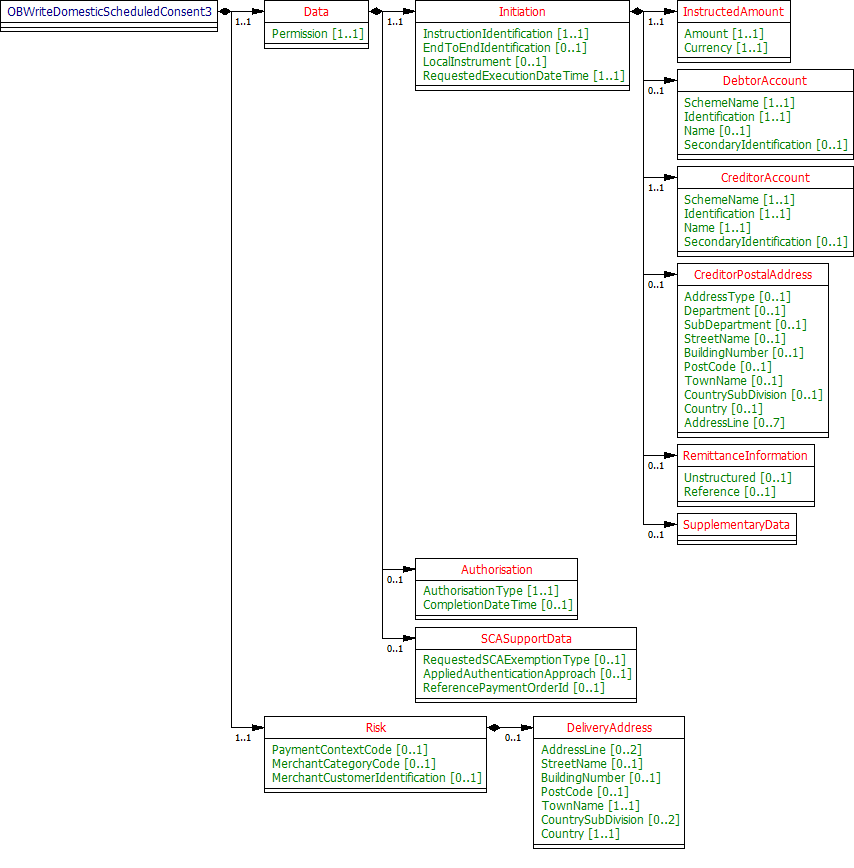 OBWriteDomesticScheduledConsent3
1..1
Data
Permission [1..1]
1..1
Initiation
InstructionIdentification [1..1]
EndToEndIdentification [0..1]
LocalInstrument [0..1]
RequestedExecutionDateTime [1..1]
1..1
InstructedAmount
Amount [1..1]
Currency [1..1]
0..1
DebtorAccount
SchemeName [1..1]
Identification [1..1]
Name [0..1]
SecondaryIdentification [0..1]
1..1
CreditorAccount
SchemeName [1..1]
Identification [1..1]
Name [1..1]
SecondaryIdentification [0..1]
0..1
CreditorPostalAddress
AddressType [0..1]
Department [0..1]
SubDepartment [0..1]
StreetName [0..1]
BuildingNumber [0..1]
PostCode [0..1]
TownName [0..1]
CountrySubDivision [0..1]
Country [0..1]
AddressLine [0..7]
0..1
RemittanceInformation
Unstructured [0..1]
Reference [0..1]
0..1
SupplementaryData
0..1
Authorisation
AuthorisationType [1..1]
CompletionDateTime [0..1]
0..1
SCASupportData
RequestedSCAExemptionType [0..1]
AppliedAuthenticationApproach [0..1]
ReferencePaymentOrderId [0..1]
1..1
Risk
PaymentContextCode [0..1]
MerchantCategoryCode [0..1]
MerchantCustomerIdentification [0..1]
0..1
DeliveryAddress
AddressLine [0..2]
StreetName [0..1]
BuildingNumber [0..1]
PostCode [0..1]
TownName [1..1]
CountrySubDivision [0..2]
Country [1..1]